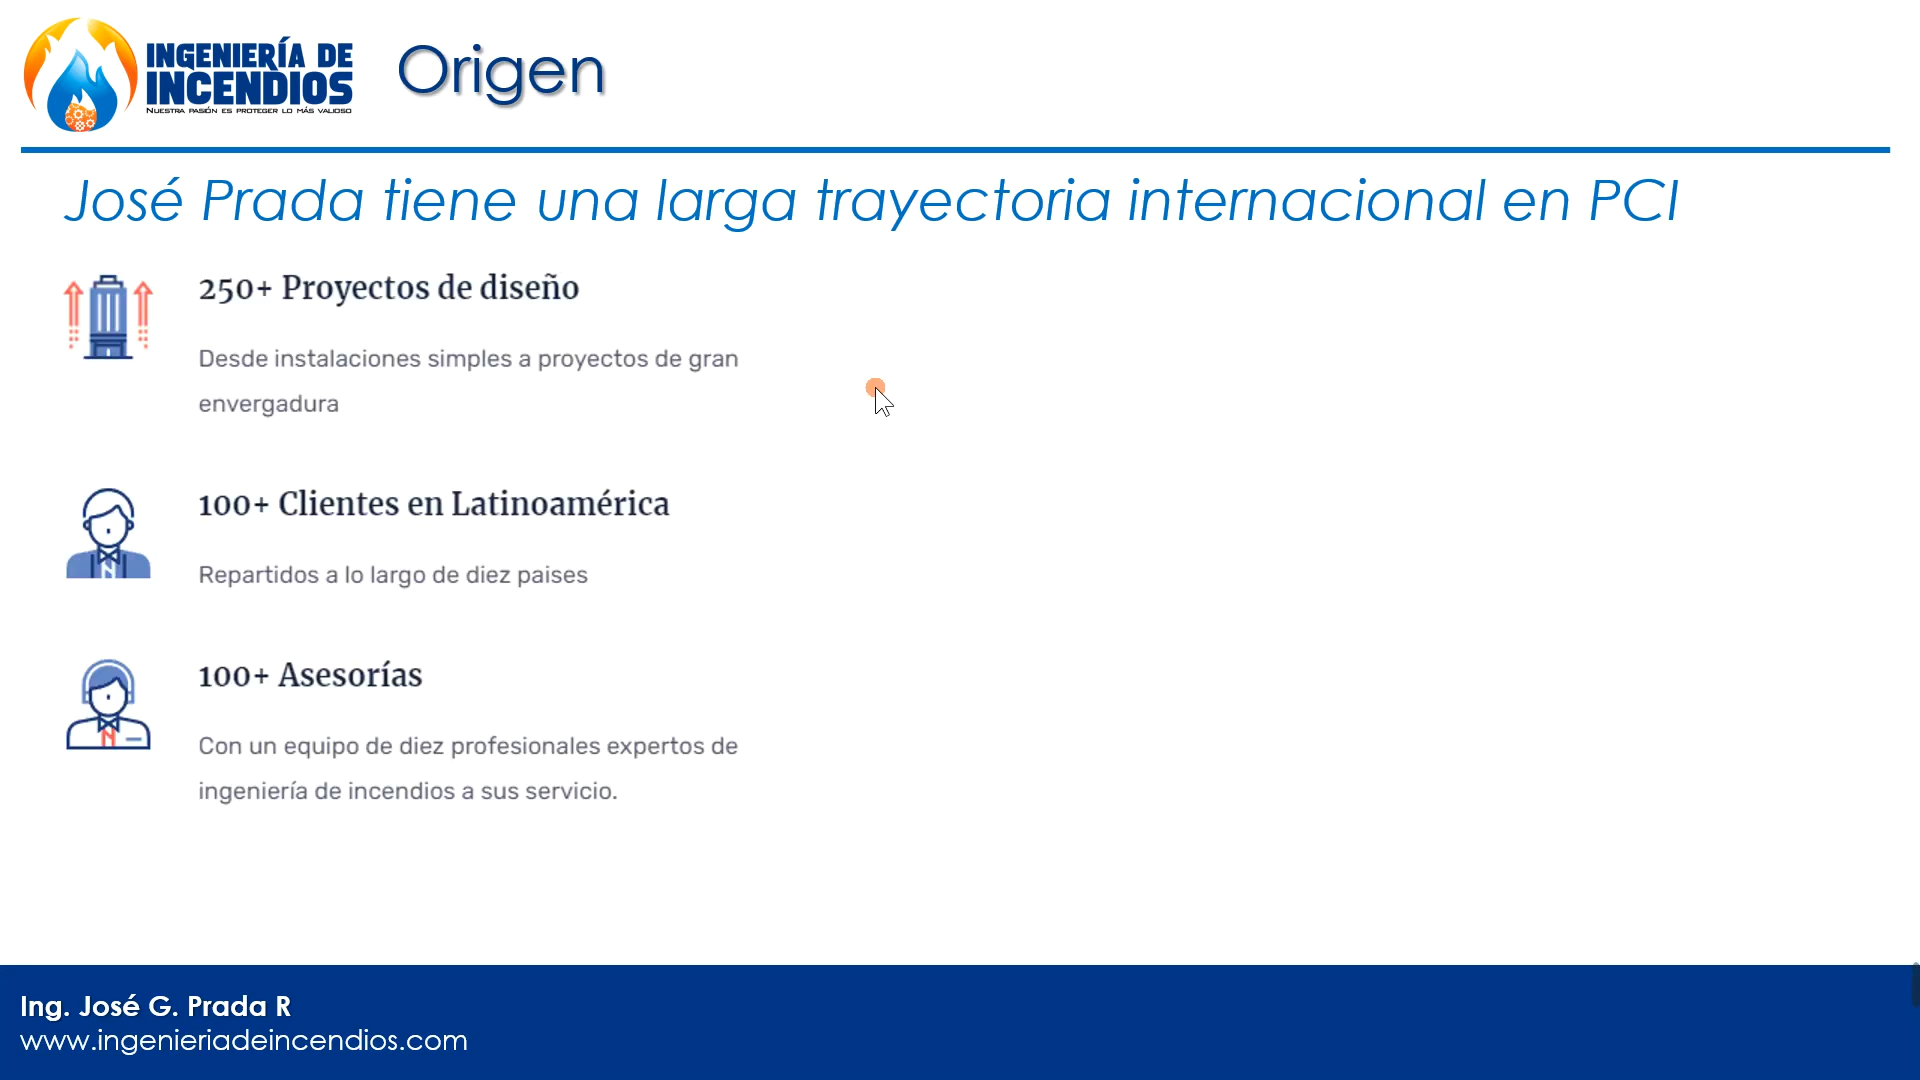 INGENIERÍA DE
INCENDIOS
NUESTRA PASIÓN ES PROTEGER LO MÁS VALIOSO
Origen
José Prada tiene una larga trayectoria internacional en PCI
250+ Proyectos de diseño
Desde instalaciones simples a proyectos de gran
envergadura
100+ Clientes en Latinoamérica
Repartidos a lo largo de diez paises
100+ Asesorías
Con un equipo de diez profesionales expertos de
ingeniería de incendios a sus servicio.
Ing. José G. Prada R
www.ingenieriadeincendios.com